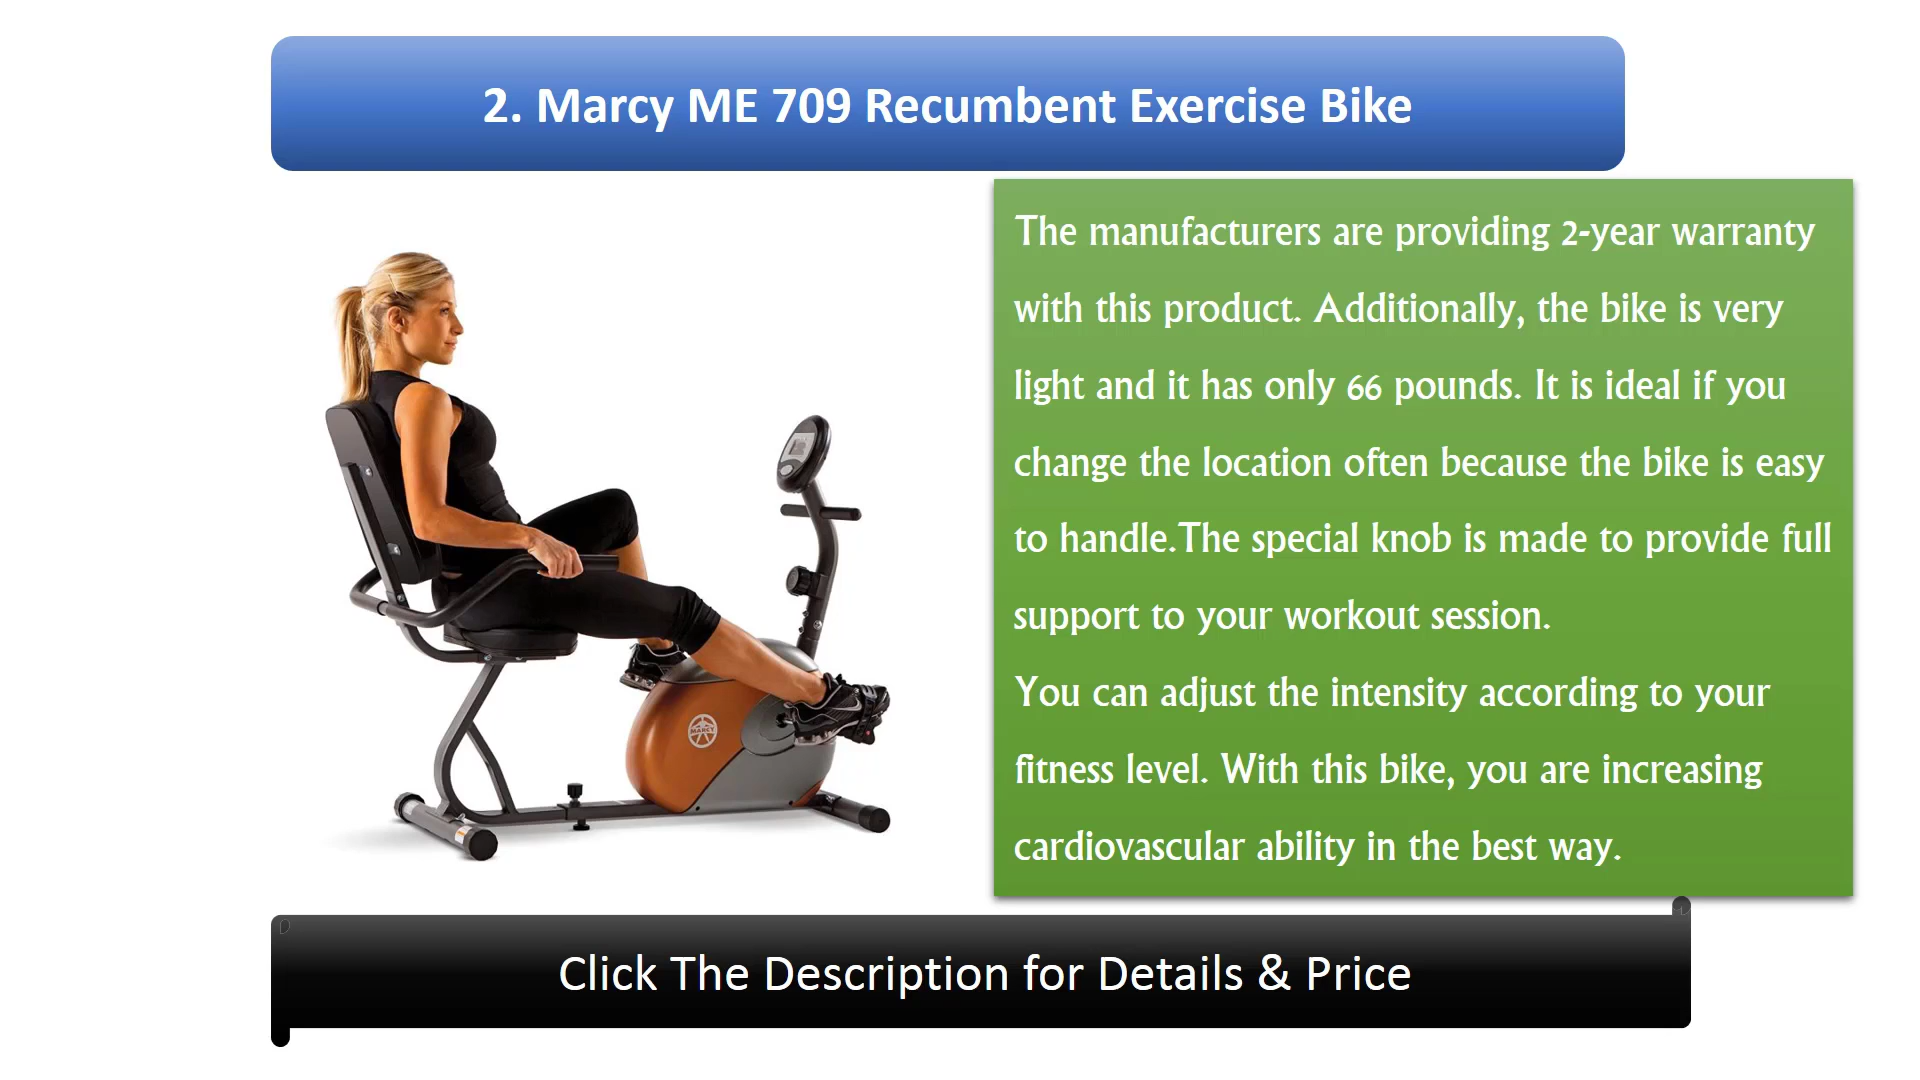 2. Marcy ME 709 Recumbent Exercise Bike
The manufacturers are providing 2-year warranty
with this product. Additionally, the bike is very
light and it has only 66 pounds. It is ideal if you
change the location often because the bike is easy
to handle.The special knob is made to provide full
support to your workout session.
You can adjust the intensity according to your
fitness level. With this bike, you are increasing
cardiovascular ability in the best way.
MARCY
Click The Description for Details & Price